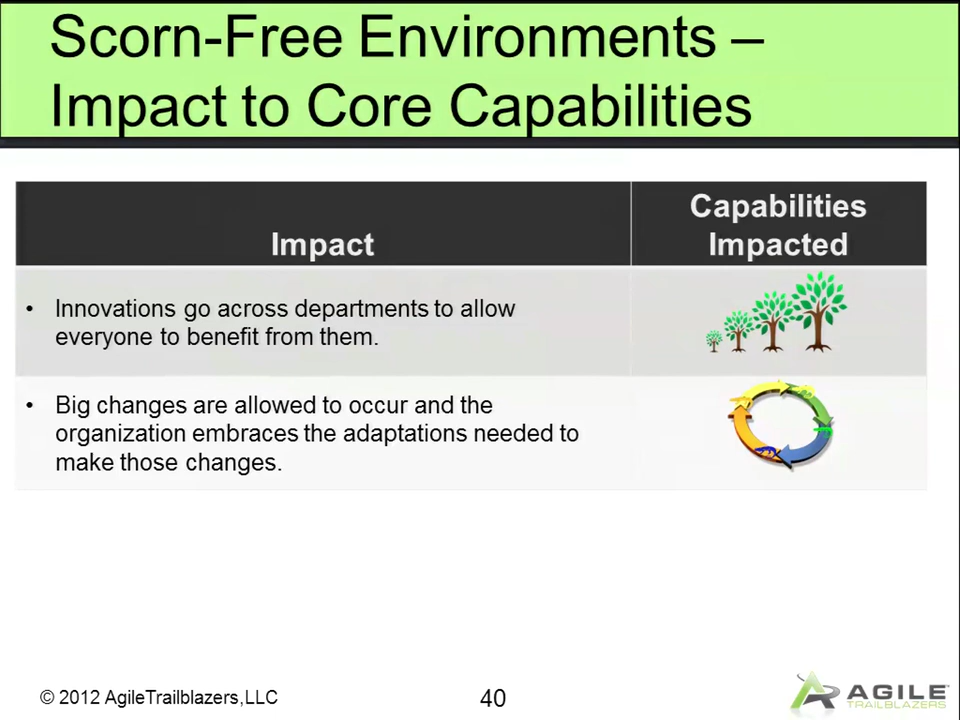 Scorn-Free Environments –
Impact to Core Capabilities
Impact
Capabilities
Impacted
• Innovations go across departments to allow
everyone to benefit from them.
• Big changes are allowed to occur and the
organization embraces the adaptations needed to
make those changes.
© 2012 AgileTrailblazers,LLC
40
AGILE
TRAILBLAZERS